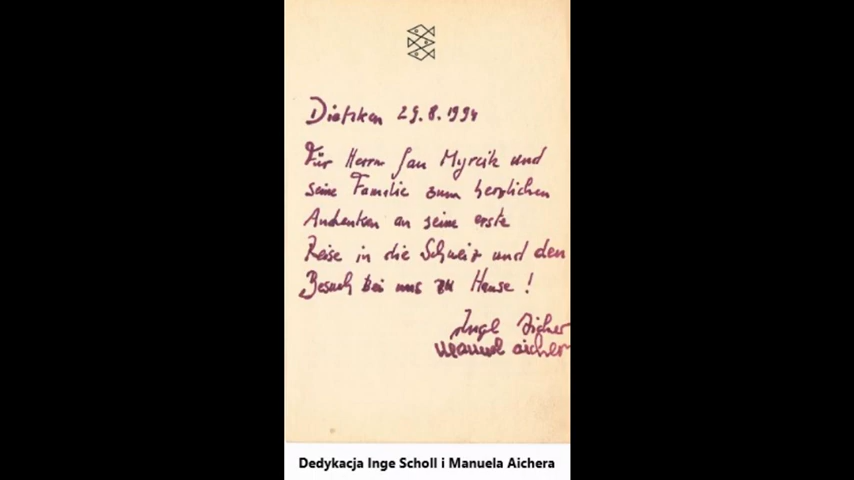 Dietikon 29.8.1994
Für Herrn Jan Myrcik und
seine Familie zum herzlichen
Andenken an seine erste
Reise in die Schweiz und den
Besuch bei uns zu Hause!
Inge Aicher
Manuel aicher
Dedykacja Inge Scholl i Manuela Aichera